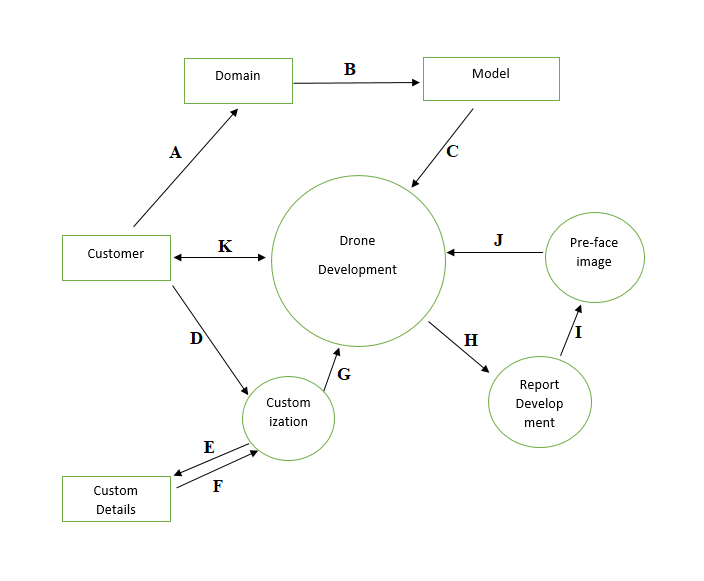 B
Domain
Model
A
C
Drone
Development
Customer
K
J
Pre-face
image
D
H
I
G
Report
Develop
ment
Custom
ization
E
F
Custom
Details